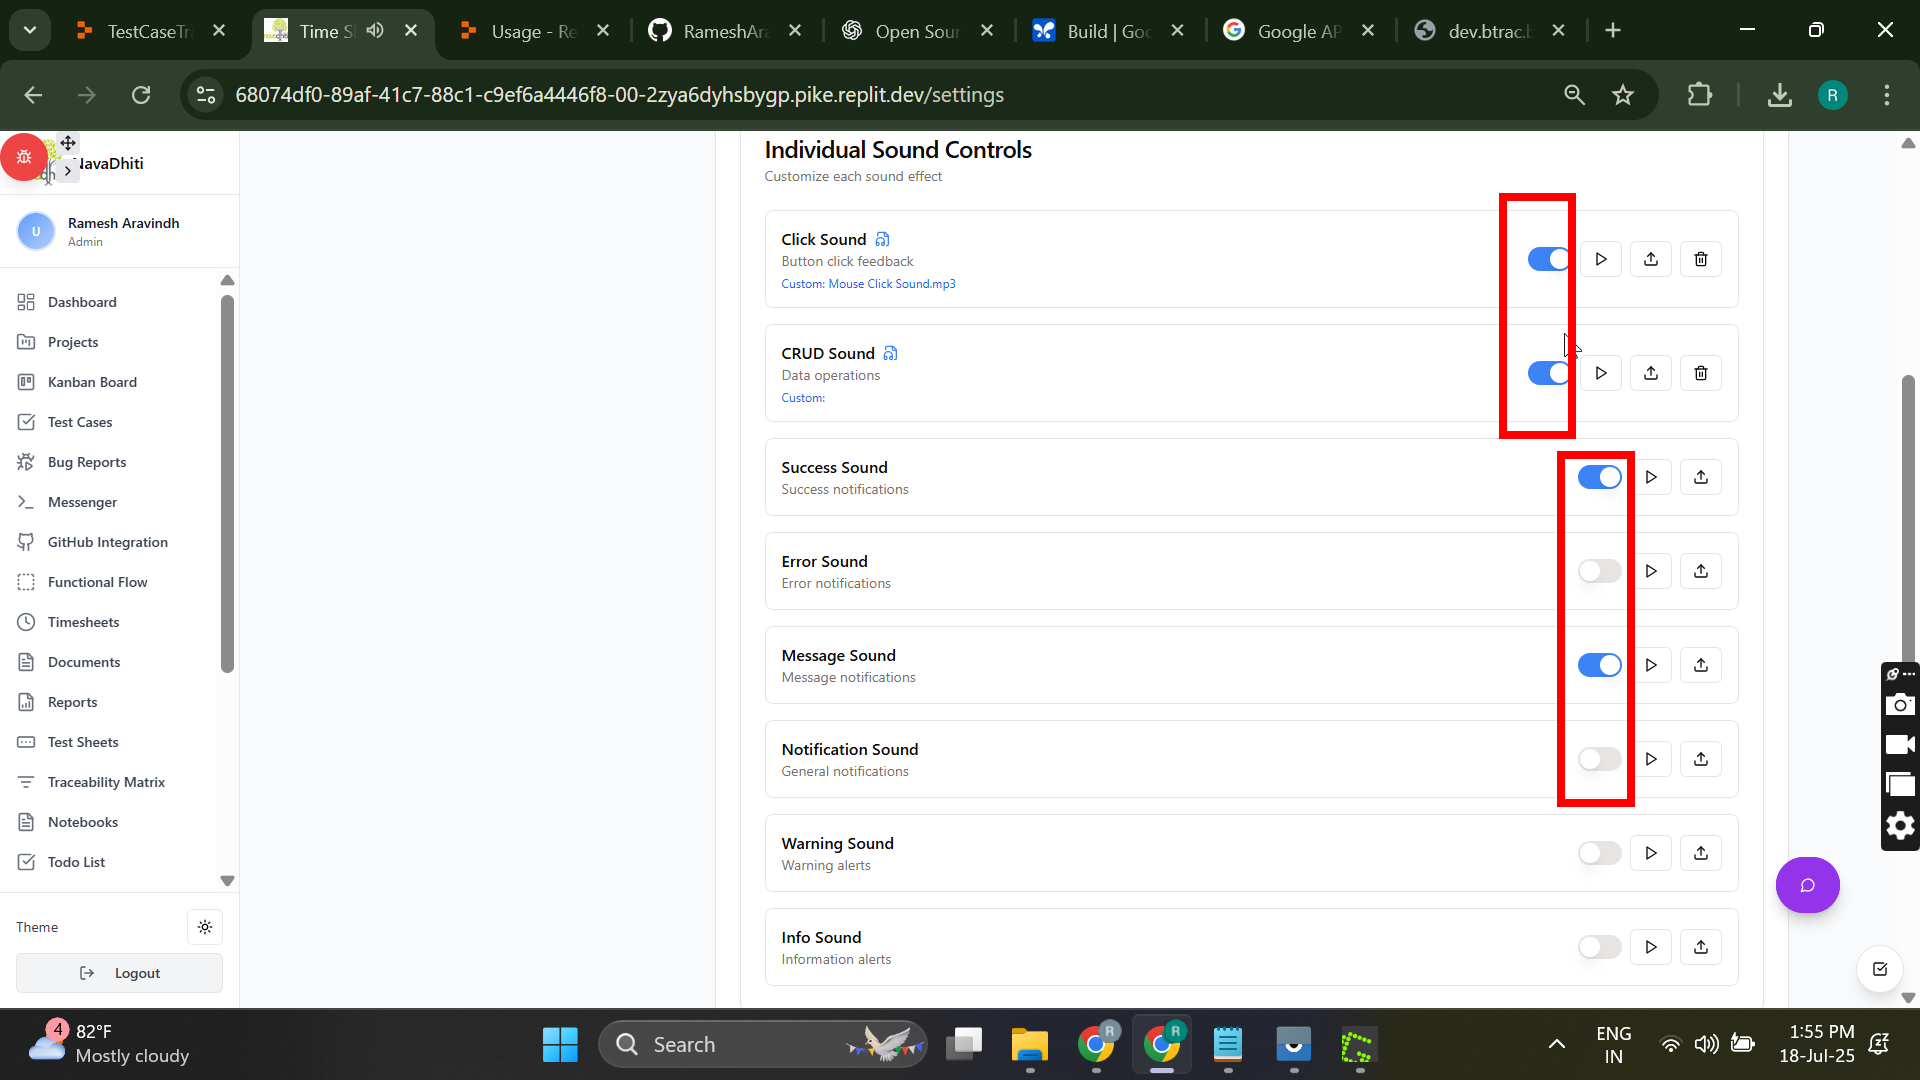 TestCaseTra
Time S
Usage - Re
RameshAra
Open Sour
Build | Goo
Google AP
dev.btrac.b
68074df0-89af-41c7-88c1-c9ef6a4446f8-00-2zya6dyhsbygp.pike.replit.dev/settings
R
NavaDhiti
U
Ramesh Aravindh
Admin
Dashboard
Projects
Kanban Board
Test Cases
Bug Reports
Messenger
GitHub Integration
Functional Flow
Timesheets
Documents
Reports
Test Sheets
Traceability Matrix
Notebooks
Todo List
Theme
Logout
Individual Sound Controls
Customize each sound effect
Click Sound
Button click feedback
Custom: Mouse Click Sound.mp3
CRUD Sound
Data operations
Custom:
Success Sound
Success notifications
Error Sound
Error notifications
Message Sound
Message notifications
Notification Sound
General notifications
Warning Sound
Warning alerts
Info Sound
Information alerts
4
82°F
Mostly cloudy
Search
R
R
ENG
IN
1:55 PM
18-Jul-25